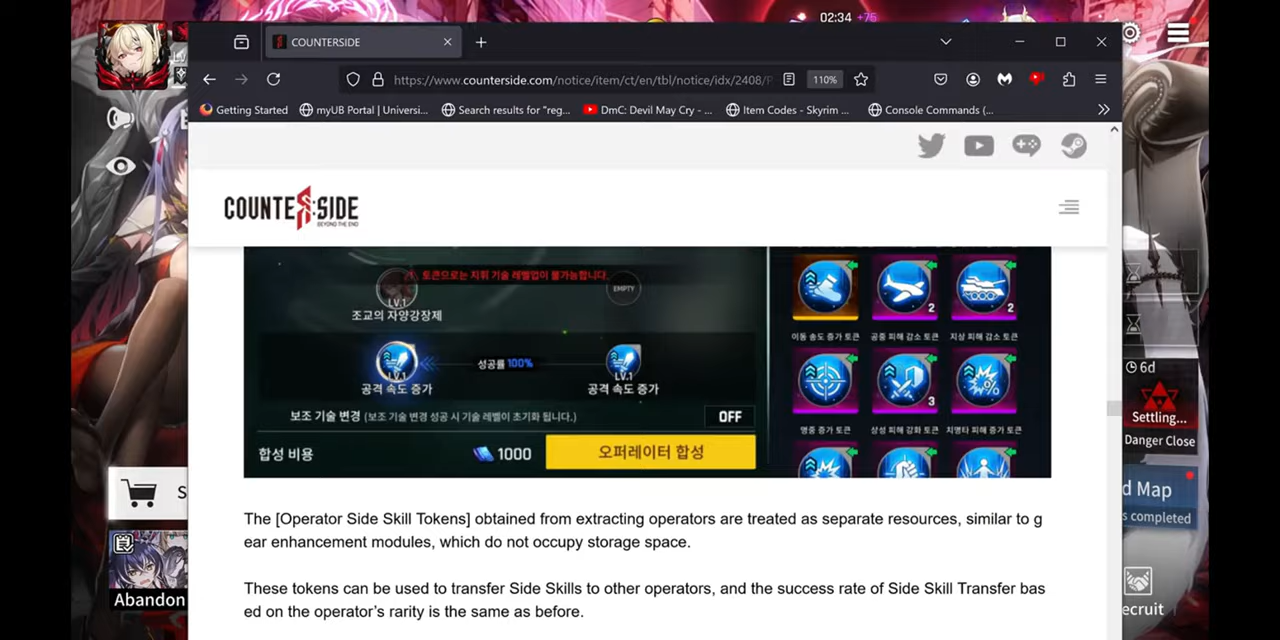 02:34 +75
COUNTERSIDE
https://www.counterside.com/notice/item/ct/en/tbl/notice/idx/2408/
110%
Getting Started
myUB Portal | Universi...
Search results for "reg...
DmC: Devil May Cry - ...
Item Codes - Skyrim ...
Console Commands (...
COUNTER:SIDE
BEYOND THE END
토큰으로는 지휘 기술 레벨업이 불가능합니다.
LV.1
EMPTY
조교의 자양강장제
성공률 100%
LV.1
LV.1
공격 속도 증가
공격 속도 증가
보조 기술 변경 (보조 기술 변경 성공 시 기술 레벨이 초기화 됩니다.)
OFF
합성 비용
1000
오퍼레이터 합성
2
2
이동 속도 증가 토큰
공중 피해 감소 토큰
지상 피해 감소 토큰
3
명중 증가 토큰
상성 피해 강화 토큰
치명타 피해 증가 토큰
The [Operator Side Skill Tokens] obtained from extracting operators are treated as separate resources, similar to g
ear enhancement modules, which do not occupy storage space.
These tokens can be used to transfer Side Skills to other operators, and the success rate of Side Skill Transfer bas
ed on the operator's rarity is the same as before.
6d
Settling...
Danger Close
d Map
s completed
ecruit
S
Abandon